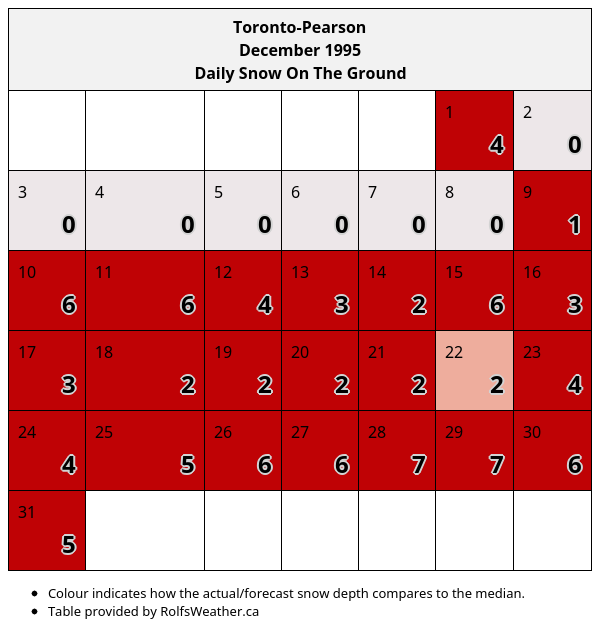 Toronto-Pearson
December 1995
Daily Snow On The Ground
1 2
4 0
3 4 5 6 7 8 9
0 0 0 0 0 0 1
10 11 12 13 14 15 16
6 6 4 3 2 6 3
17 18 19 20 21 22 23
3 2 2 2 2 2 4
24 25 26 27 28 29 30
4 5 6 6 7 7 6
31
5
• Colour indicates how the actual/forecast snow depth compares to the median.
• Table provided by RolfsWeather.ca